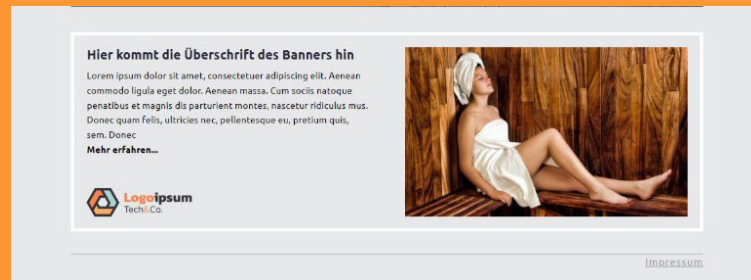 Hier kommt die Überschrift des Banners hin
Lorem ipsum dolor sit amet, consectetuer adipiscing elit. Aenean
commodo ligula eget dolor. Aenean massa. Cum sociis natoque
penatibus et magnis dis parturient montes, nascetur ridiculus mus.
Donec quam felis, ultricies nec, pellentesque eu, pretium quis,
sem. Donec
Mehr erfahren...
Logoipsum
Tech&Co.
Impressum